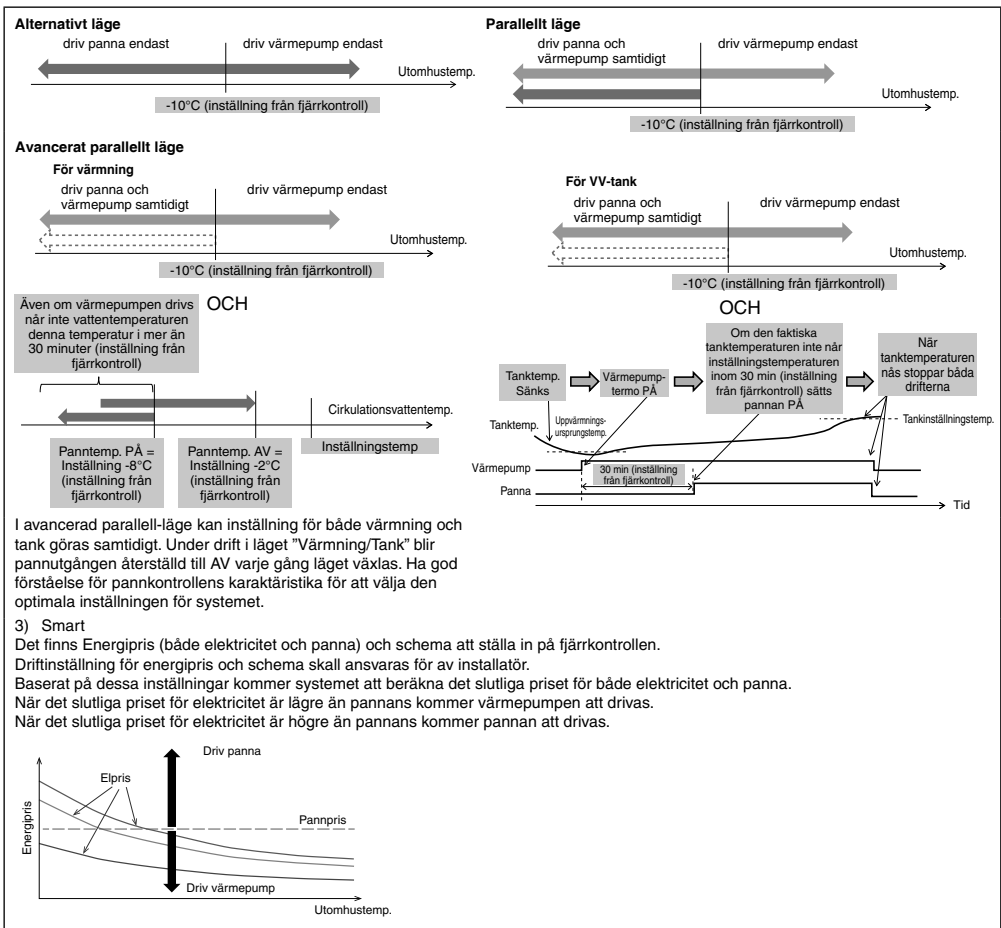 Alternativt läge
driv panna endast
driv värmepump endast
Utomhustemp.
-10°C (inställning från fjärrkontroll)
Parallellt läge
driv panna och
värmepump samtidigt
driv värmepump endast
Utomhustemp.
-10°C (inställning från fjärrkontroll)
Avancerat parallellt läge
För värmning
driv panna och
värmepump samtidigt
driv värmepump endast
Utomhustemp.
-10°C (inställning från fjärrkontroll)
Även om värmepumpen drivs
når inte vattentemperaturen
denna temperatur i mer än
30 minuter (inställning från
fjärrkontroll)
OCH
Cirkulationsvattentemp.
Panntemp. PÅ =
Inställning -8°C
(inställning från
fjärrkontroll)
Panntemp. AV =
Inställning -2°C
(inställning från
fjärrkontroll)
Inställningstemp
För VV-tank
driv panna och
värmepump samtidigt
driv värmepump endast
Utomhustemp.
-10°C (inställning från fjärrkontroll)
OCH
Tanktemp.
Sänks
Värmepump-
termo PÅ
Om den faktiska
tanktemperaturen inte når
inställningstemperaturen
inom 30 min (inställning
från fjärrkontroll) sätts
pannan PÅ
När
tanktemperaturen
nås stoppar båda
drifterna
Tanktemp.
Uppvärmnings-
ursprungstemp.
Tankinställningstemp.
Värmepump
30 min (inställning
från fjärrkontroll)
Panna
Tid
I avancerad parallell-läge kan inställning för både värmning och
tank göras samtidigt. Under drift i läget ”Värmning/Tank” blir
pannutgången återställd till AV varje gång läget växlas. Ha god
förståelse för pannkontrollens karaktäristika för att välja den
optimala inställningen för systemet.
3) Smart
Det finns Energipris (både elektricitet och panna) och schema att ställa in på fjärrkontrollen.
Driftinställning för energipris och schema skall ansvaras för av installatör.
Baserat på dessa inställningar kommer systemet att beräkna det slutliga priset för både elektricitet och panna.
När det slutliga priset för elektricitet är lägre än pannans kommer värmepumpen att drivas.
När det slutliga priset för elektricitet är högre än pannans kommer pannan att drivas.
Driv panna
Elpris
Pannpris
Energipris
Driv värmepump
Utomhustemp.